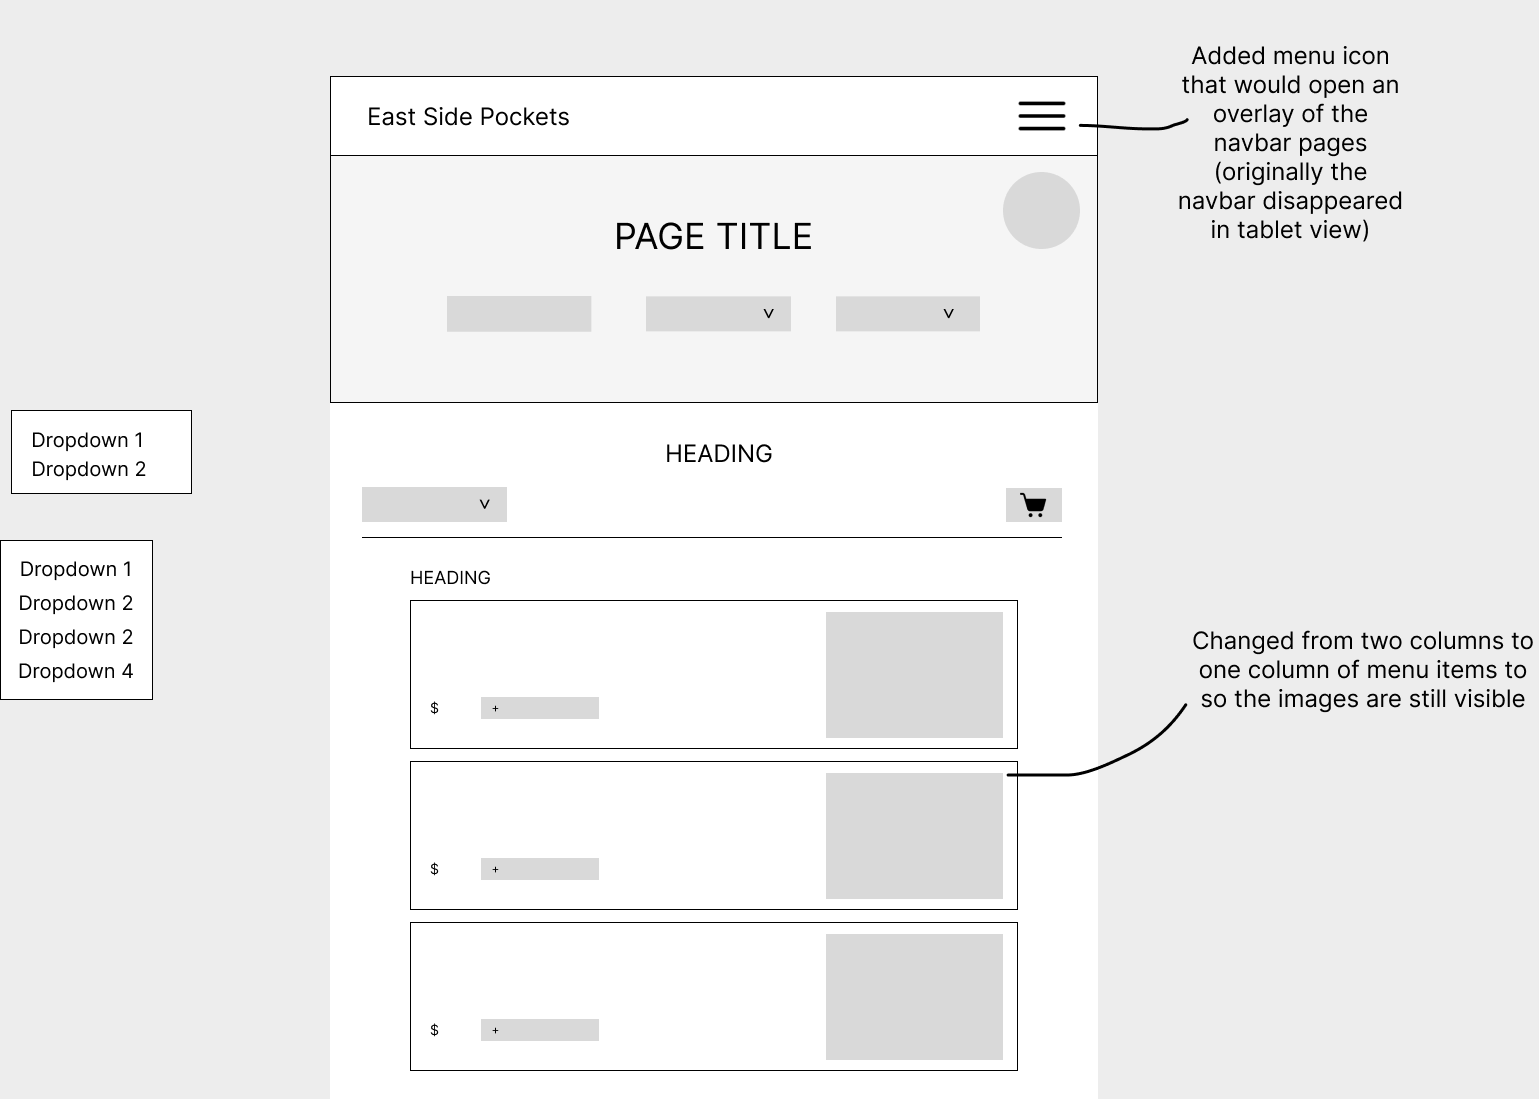 Added menu icon
that would open an
overlay of the
navbar pages
(originally the
navbar disappeared
in tablet view)
East Side Pockets
PAGE TITLE
v
v
Dropdown 1
Dropdown 2
HEADING
v
Dropdown 1
Dropdown 2
Dropdown 2
Dropdown 4
HEADING
$ +
Changed from two columns to
one column of menu items to
so the images are still visible
$ +
$ +